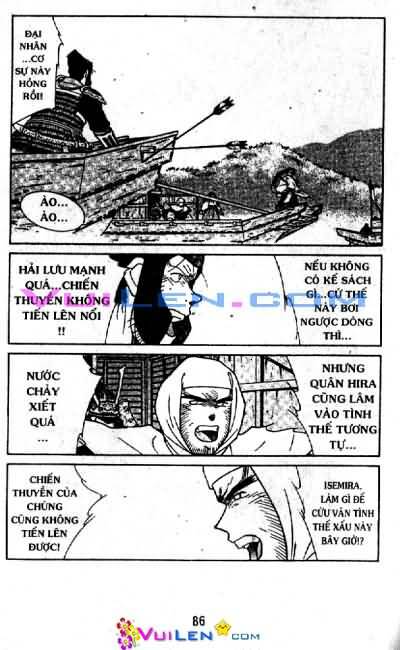 ĐẠI
NHÂN
...CƠ
SỰ NÀY
HỎNG
RỒI!
ÀO...
ÀO...
HẢI LƯU MẠNH
QUÁ...CHIẾN
THUYỀN KHÔNG
TIẾN LÊN NỔI
!!
NẾU KHÔNG
CÓ KẾ SÁCH
GÌ...CỨ THẾ
NÀY BƠI
NGƯỢC DÒNG
THÌ...
VUILEN.COM
NƯỚC
CHẢY
XIẾT
QUÁ
...
NHƯNG
QUÂN HIRA
CŨNG LÂM
VÀO TÌNH
THẾ TƯƠNG
TỰ...
CHIẾN
THUYỀN CỦA
CHÚNG
CŨNG KHÔNG
TIẾN LÊN
ĐƯỢC!
ISEMIRA.
LÀM GÌ ĐỂ
CỨU VÃN TÌNH
THẾ XẤU NÀY
BÂY GIỜ!?
86
VUILEN.COM